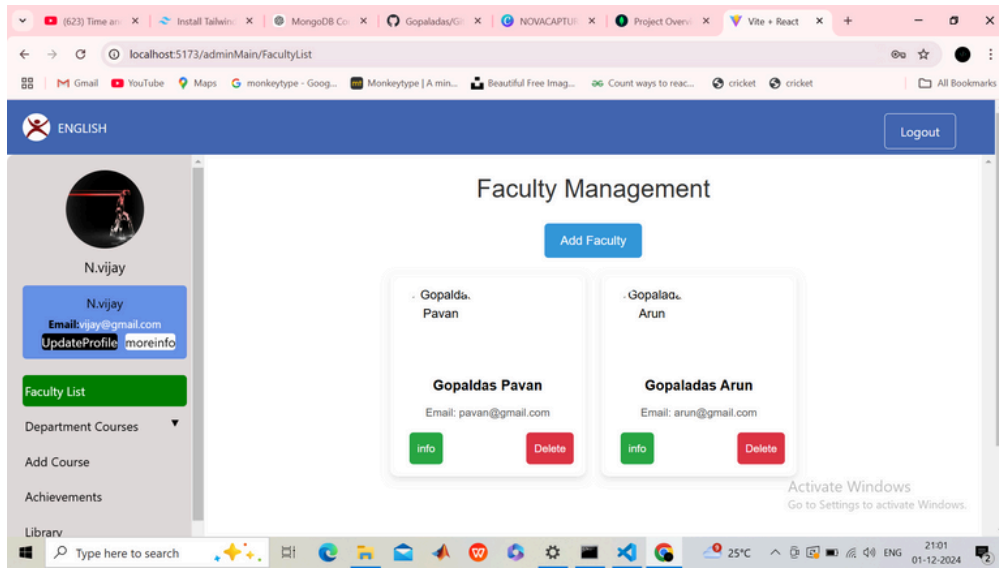 (623) Time an
Install Tailwin
MongoDB Co
Gopaladas/Gi
NOVACAPTU
Project Overvi
Vite + React
localhost:5173/adminMain/FacultyList
Gmail
YouTube
Maps
monkeytype - Goog...
Monkeytype | A min...
Beautiful Free Imag...
Count ways to reac...
cricket
cricket
All Bookmarks
ENGLISH
Logout
N.vijay
N.vijay
Email:vijay@gmail.com
UpdateProfile moreinfo
Faculty List
Department Courses
Add Course
Achievements
Library
Faculty Management
Add Faculty
Gopalda
Pavan
Gopaldas Pavan
Email: pavan@gmail.com
info Delete
Gopalad
Arun
Gopaladas Arun
Email: arun@gmail.com
info Delete
Activate Windows
Go to Settings to activate Windows.
Type here to search
25°C
ENG
21:01
01-12-2024
2